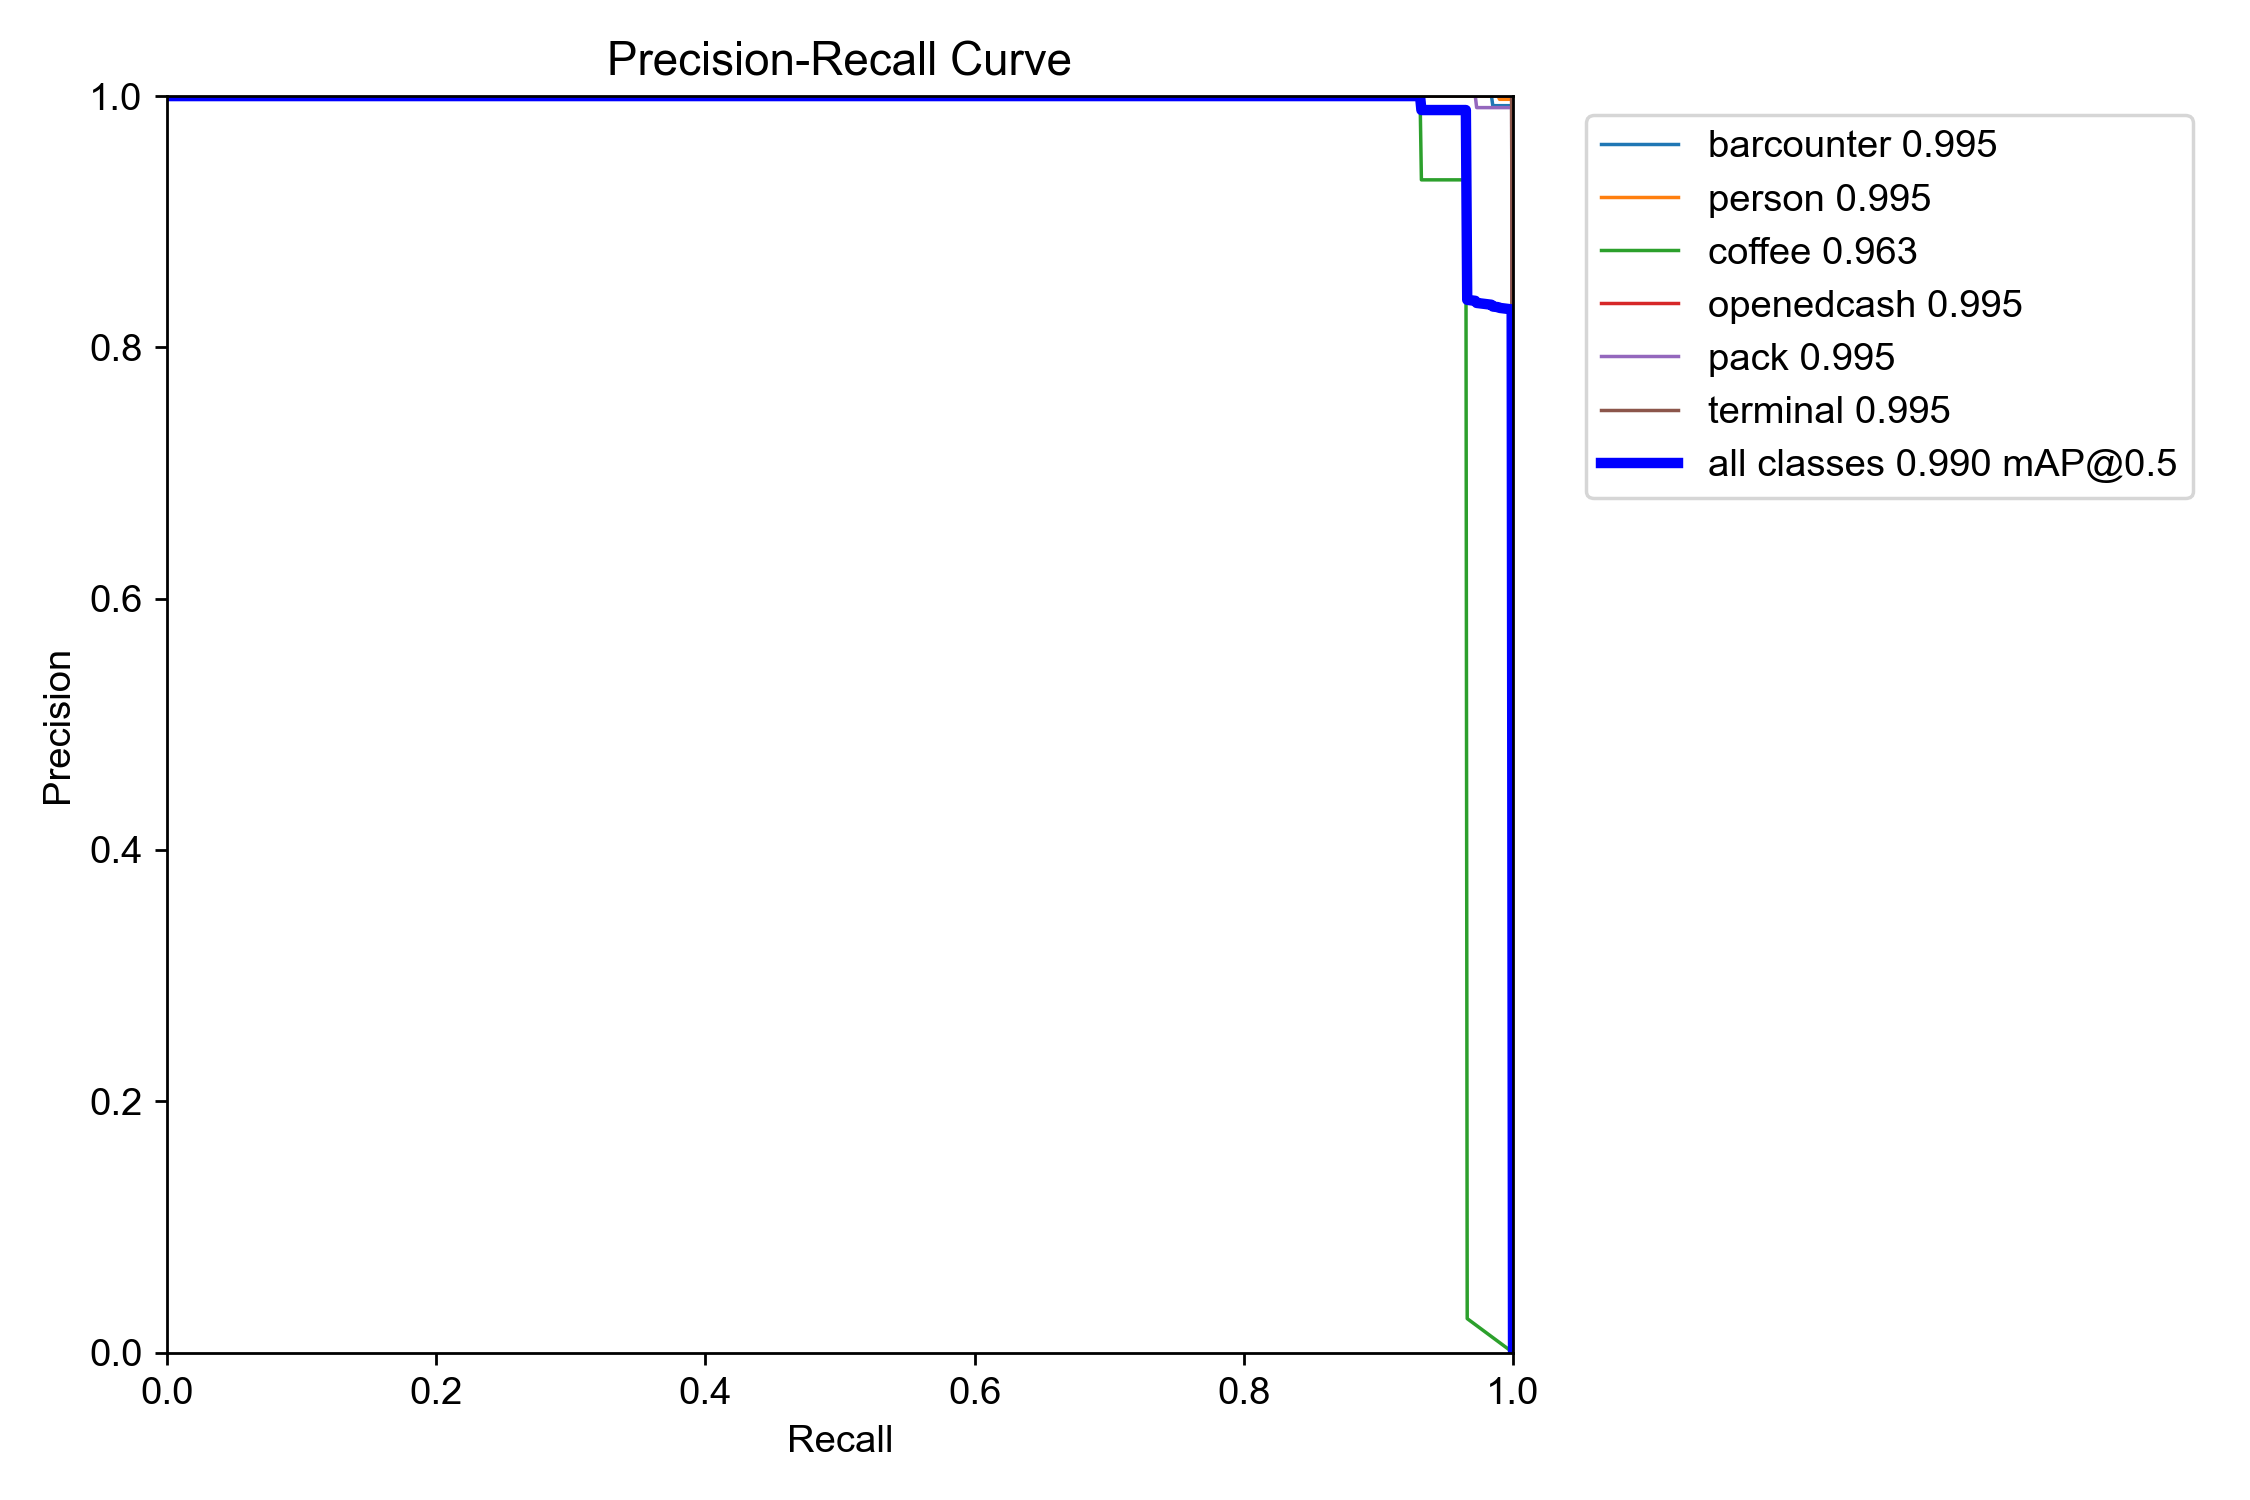 Precision-Recall Curve
1.0
0.8
0.6
0.4
0.2
0.0
Precision
0.0 0.2 0.4 0.6 0.8 1.0
Recall
barcounter 0.995
person 0.995
coffee 0.963
openedcash 0.995
pack 0.995
terminal 0.995
all classes 0.990 mAP@0.5